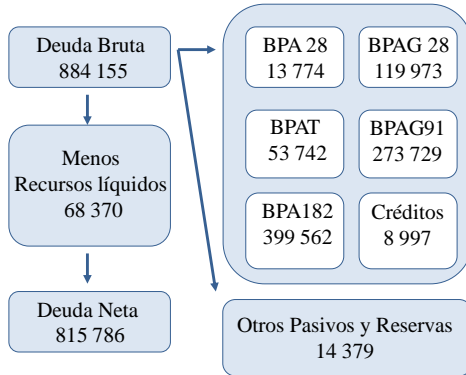 Deuda Bruta
884 155
Menos
Recursos líquidos
68 370
Deuda Neta
815 786
BPA 28
13 774
BPAG 28
119 973
BPAT
53 742
BPAG91
273 729
BPA182
399 562
Créditos
8 997
Otros Pasivos y Reservas
14 379